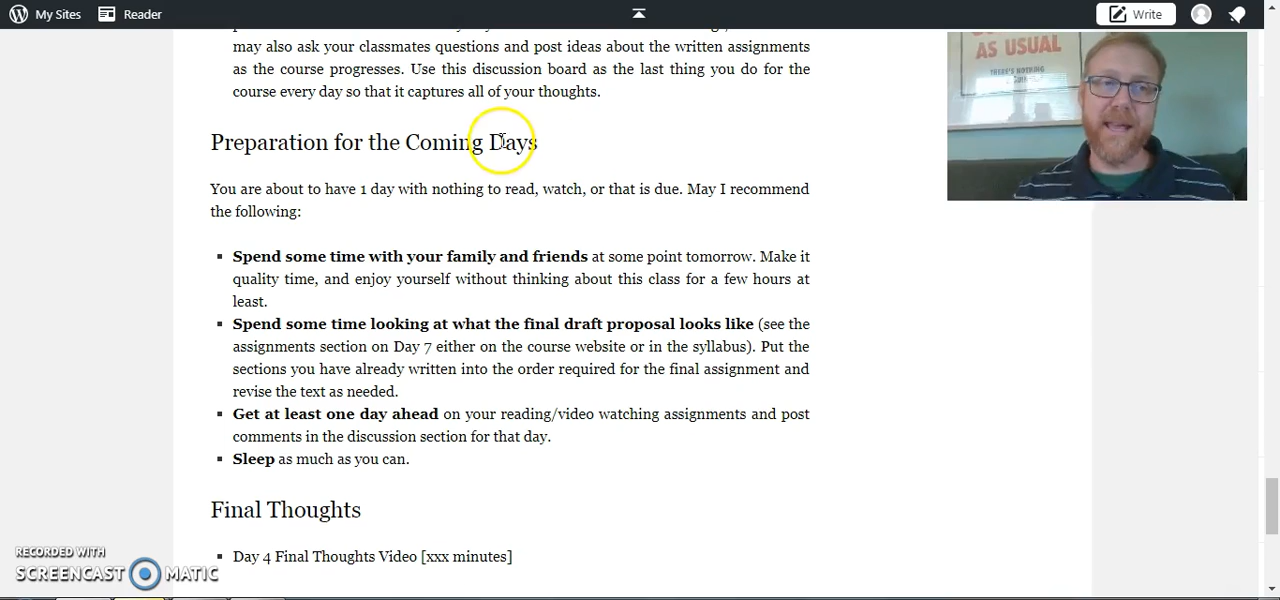 My Sites Reader Write
may also ask your classmates questions and post ideas about the written assignments
as the course progresses. Use this discussion board as the last thing you do for the
course every day so that it captures all of your thoughts.
AS USUAL
THERE'S NOTHING
Preparation for the Coming Days
You are about to have 1 day with nothing to read, watch, or that is due. May I recommend
the following:
Spend some time with your family and friends at some point tomorrow. Make it
quality time, and enjoy yourself without thinking about this class for a few hours at
least.
Spend some time looking at what the final draft proposal looks like (see the
assignments section on Day 7 either on the course website or in the syllabus). Put the
sections you have already written into the order required for the final assignment and
revise the text as needed.
Get at least one day ahead on your reading/video watching assignments and post
comments in the discussion section for that day.
Sleep as much as you can.
Final Thoughts
Day 4 Final Thoughts Video [xxx minutes]
RECORDED WITH
SCREENCAST MATIC